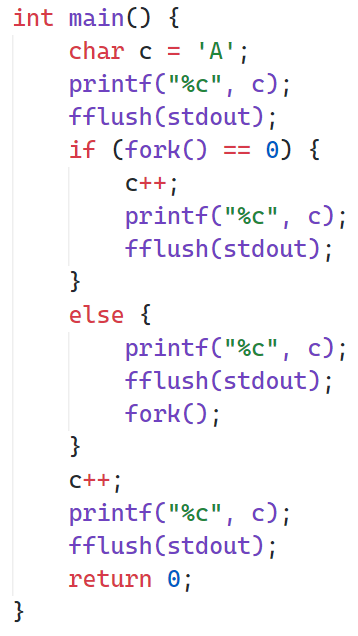 int main() {
    char c = 'A';
    printf("%c", c);
    fflush(stdout);
    if (fork() == 0) {
        c++;
        printf("%c", c);
        fflush(stdout);
    }
    else {
        printf("%c", c);
        fflush(stdout);
        fork();
    }
    c++;
    printf("%c", c);
    fflush(stdout);
    return 0;
}